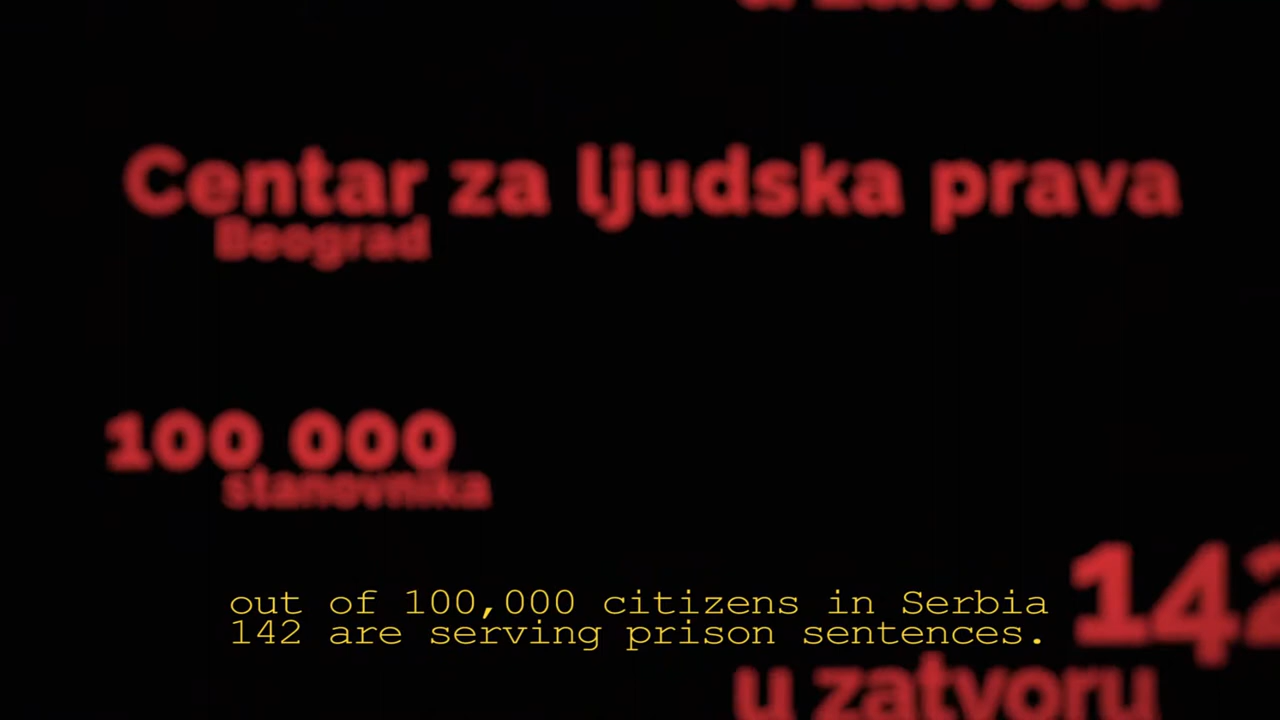 u zatvoru
Centar za ljudska prava
Beograd
100 000
stanovnika
out of 100,000 citizens in Serbia
142 are serving prison sentences.
142
u zatvoru